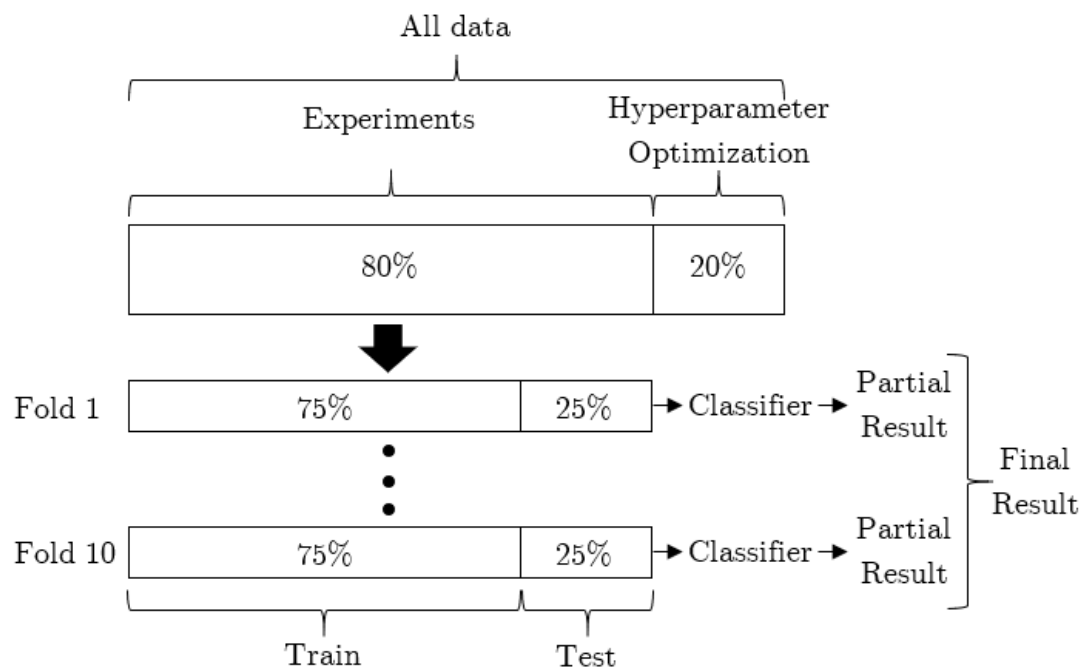 All data
Experiments
Hyperparameter
Optimization
80%
20%
Fold 1
75%
25%
Classifier
Partial
Result
Final
Result
Fold 10
75%
25%
Classifier
Partial
Result
Train
Test